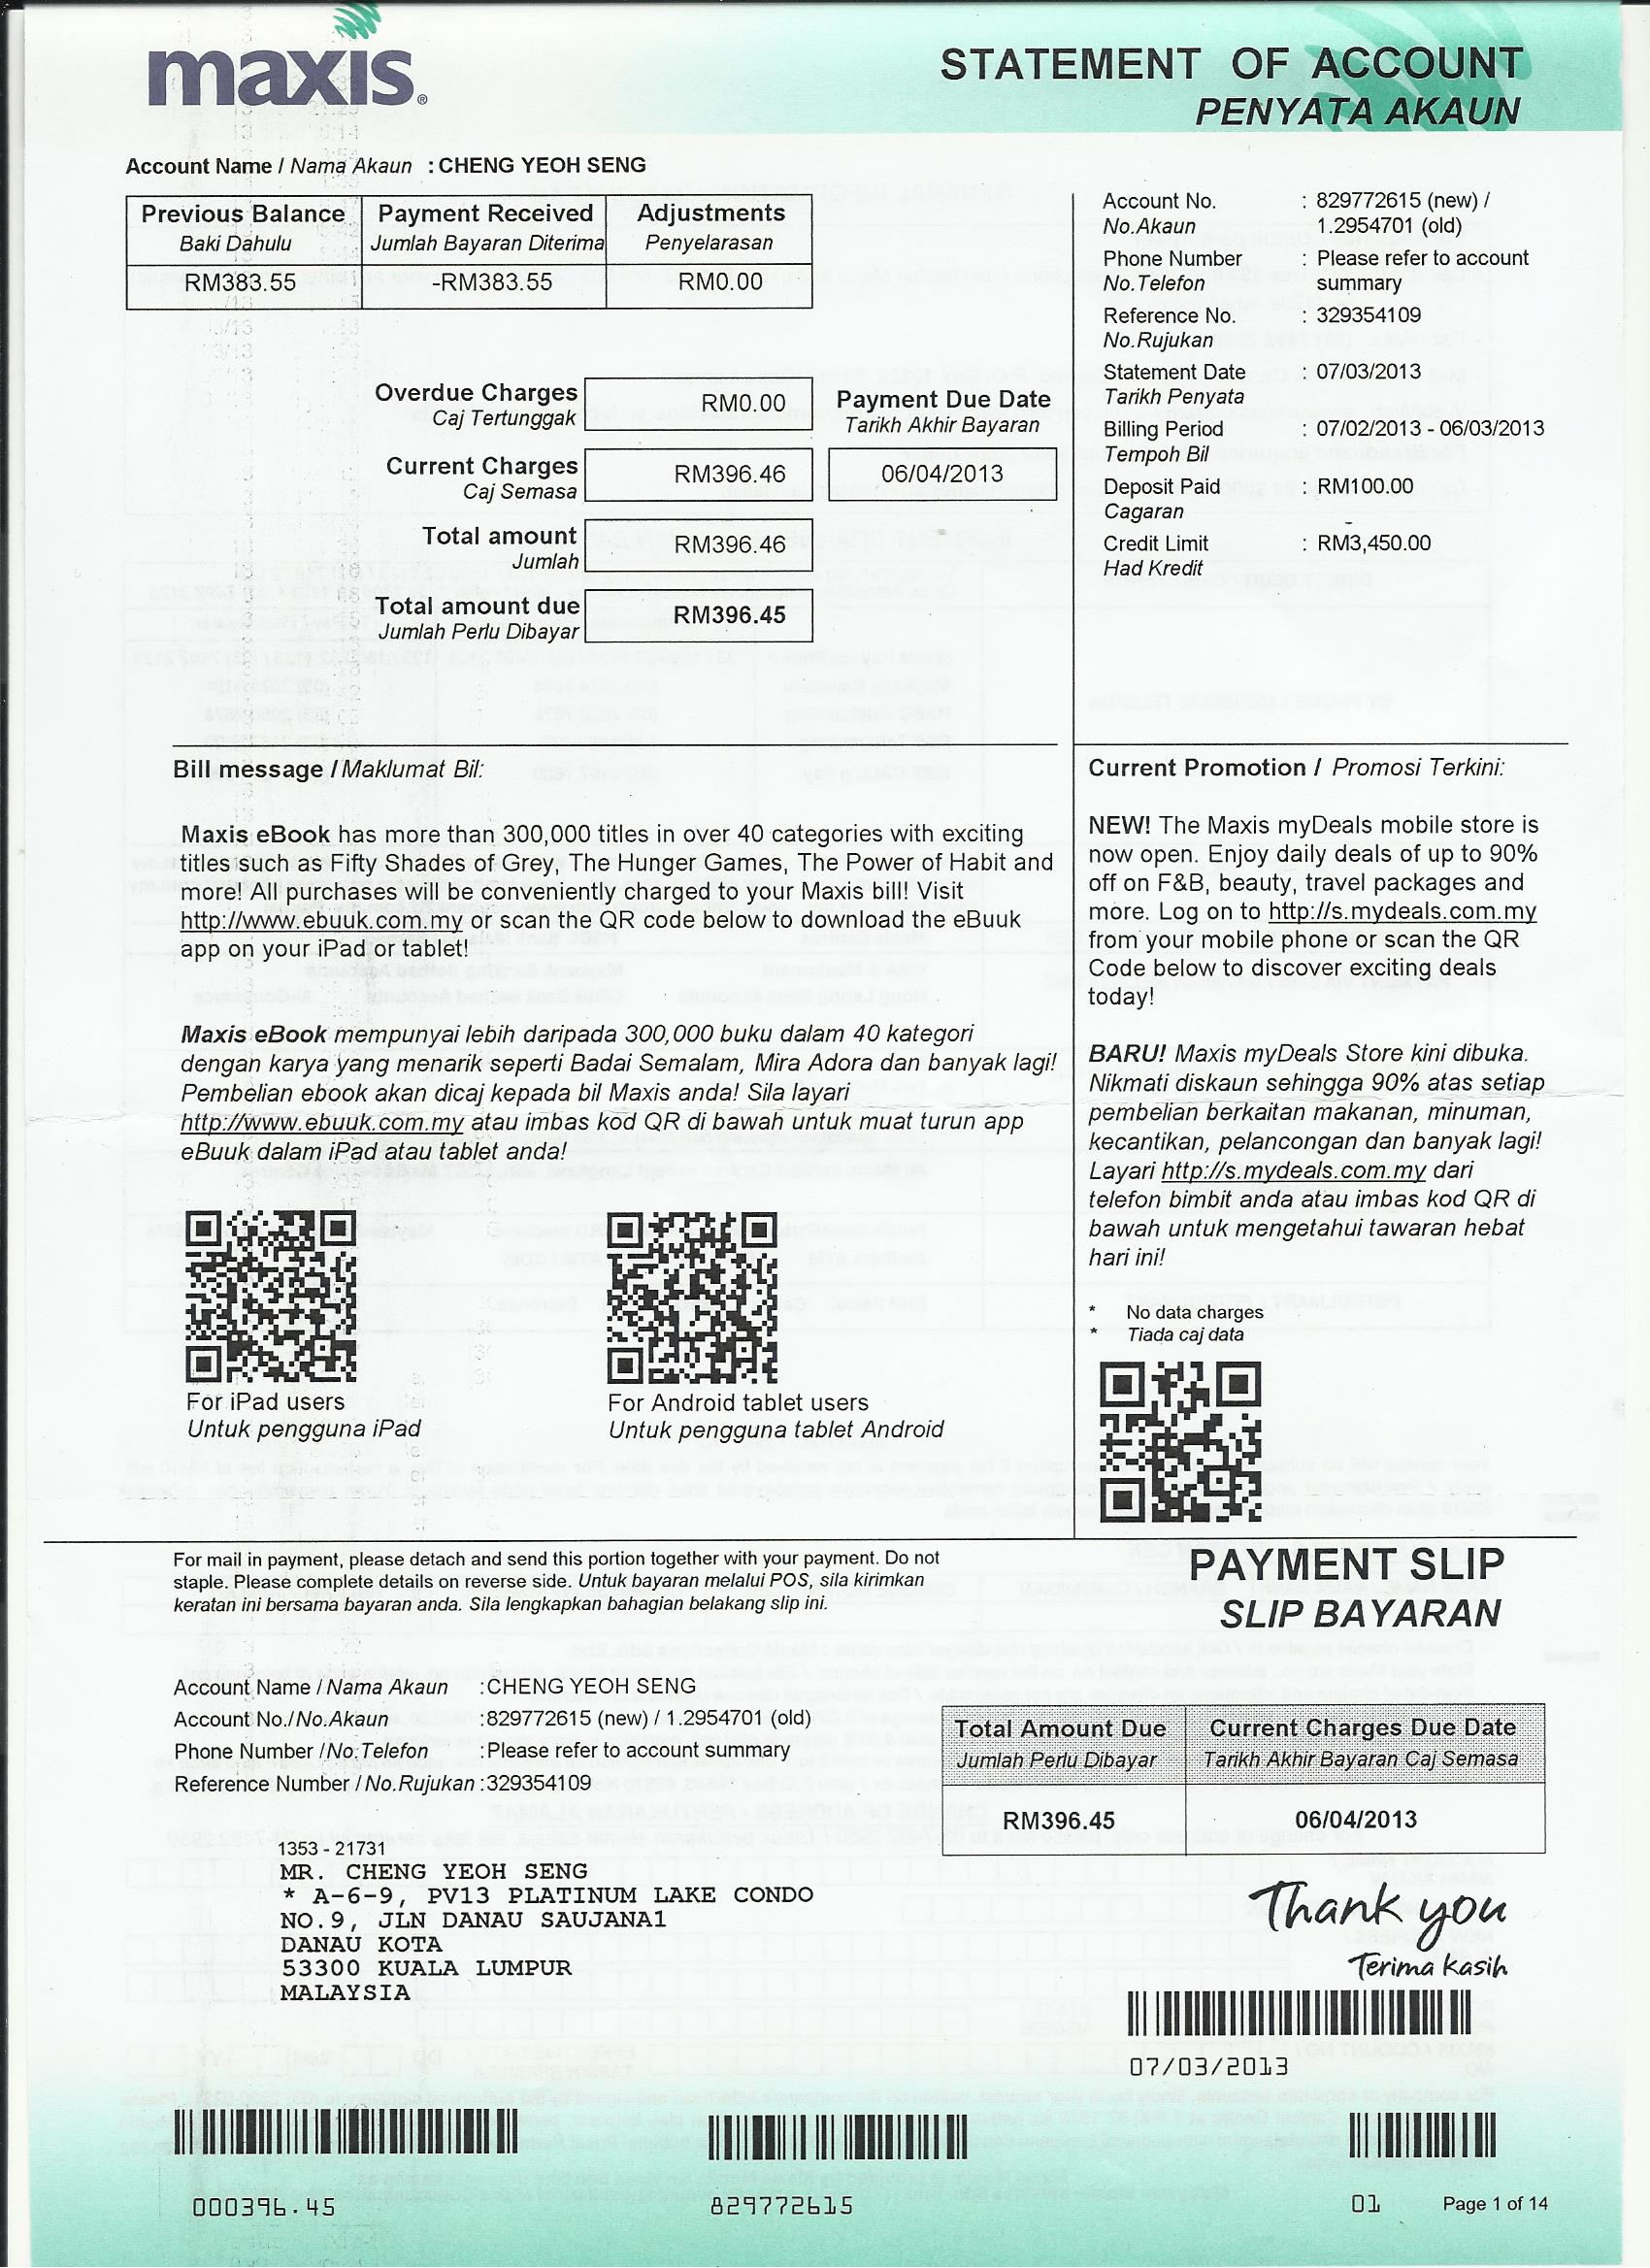 maxis®
STATEMENT OF ACCOUNT
PENYATA AKAUN
Account Name / Nama Akaun : CHENG YEOH SENG
Previous Balance Payment Received Adjustments
Baki Dahulu Jumlah Bayaran Diterima Penyelarasan
RM383.55 -RM383.55 RM0.00
Account No. : 829772615 (new) /
No.Akaun 1.2954701 (old)
Phone Number : Please refer to account
No.Telefon summary
Reference No. : 329354109
No.Rujukan
Statement Date : 07/03/2013
Tarikh Penyata
Billing Period : 07/02/2013 - 06/03/2013
Tempoh Bil
Deposit Paid : RM100.00
Cagaran
Credit Limit : RM3,450.00
Had Kredit
Overdue Charges RM0.00
Caj Tertunggak
Payment Due Date
Tarikh Akhir Bayaran
Current Charges RM396.46 06/04/2013
Caj Semasa
Total amount RM396.46
Jumlah
Total amount due RM396.45
Jumlah Perlu Dibayar
Bill message / Maklumat Bil:
Maxis eBook has more than 300,000 titles in over 40 categories with exciting
titles such as Fifty Shades of Grey, The Hunger Games, The Power of Habit and
more! All purchases will be conveniently charged to your Maxis bill! Visit
http://www.ebuuk.com.my or scan the QR code below to download the eBuuk
app on your iPad or tablet!
Maxis eBook mempunyai lebih daripada 300,000 buku dalam 40 kategori
dengan karya yang menarik seperti Badai Semalam, Mira Adora dan banyak lagi!
Pembelian ebook akan dicaj kepada bil Maxis anda! Sila layari
http://www.ebuuk.com.my atau imbas kod QR di bawah untuk muat turun app
eBuuk dalam iPad atau tablet anda!
For iPad users
Untuk pengguna iPad
For Android tablet users
Untuk pengguna tablet Android
Current Promotion / Promosi Terkini:
NEW! The Maxis myDeals mobile store is
now open. Enjoy daily deals of up to 90%
off on F&B, beauty, travel packages and
more. Log on to http://s.mydeals.com.my
from your mobile phone or scan the QR
Code below to discover exciting deals
today!
BARU! Maxis myDeals Store kini dibuka.
Nikmati diskaun sehingga 90% atas setiap
pembelian berkaitan makanan, minuman,
kecantikan, pelancongan dan banyak lagi!
Layari http://s.mydeals.com.my dari
telefon bimbit anda atau imbas kod QR di
bawah untuk mengetahui tawaran hebat
hari ini!
* No data charges
* Tiada caj data
For mail in payment, please detach and send this portion together with your payment. Do not
staple. Please complete details on reverse side. Untuk bayaran melalui POS, sila kirimkan
keratan ini bersama bayaran anda. Sila lengkapkan bahagian belakang slip ini.
PAYMENT SLIP
SLIP BAYARAN
Account Name / Nama Akaun :CHENG YEOH SENG
Account No./No.Akaun :829772615 (new) / 1.2954701 (old)
Phone Number /No.Telefon :Please refer to account summary
Reference Number / No.Rujukan :329354109
Total Amount Due Current Charges Due Date
Jumlah Perlu Dibayar Tarikh Akhir Bayaran Caj Semasa
RM396.45 06/04/2013
1353 - 21731
MR. CHENG YEOH SENG
* A-6-9, PV13 PLATINUM LAKE CONDO
NO.9, JLN DANAU SAUJANA1
DANAU KOTA
53300 KUALA LUMPUR
MALAYSIA
Thank you
Terima kasih
07/03/2013
000396.45 829772615 01 Page 1 of 14